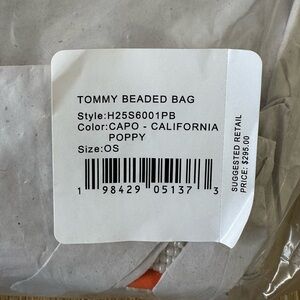 TOMMY BEADED BAG
Style:H25S6001PB
Color:CAPO - CALIFORNIA
POPPY
Size:OS
1 98429 05137 3
SUGGESTED RETAIL
PRICE: $295.00